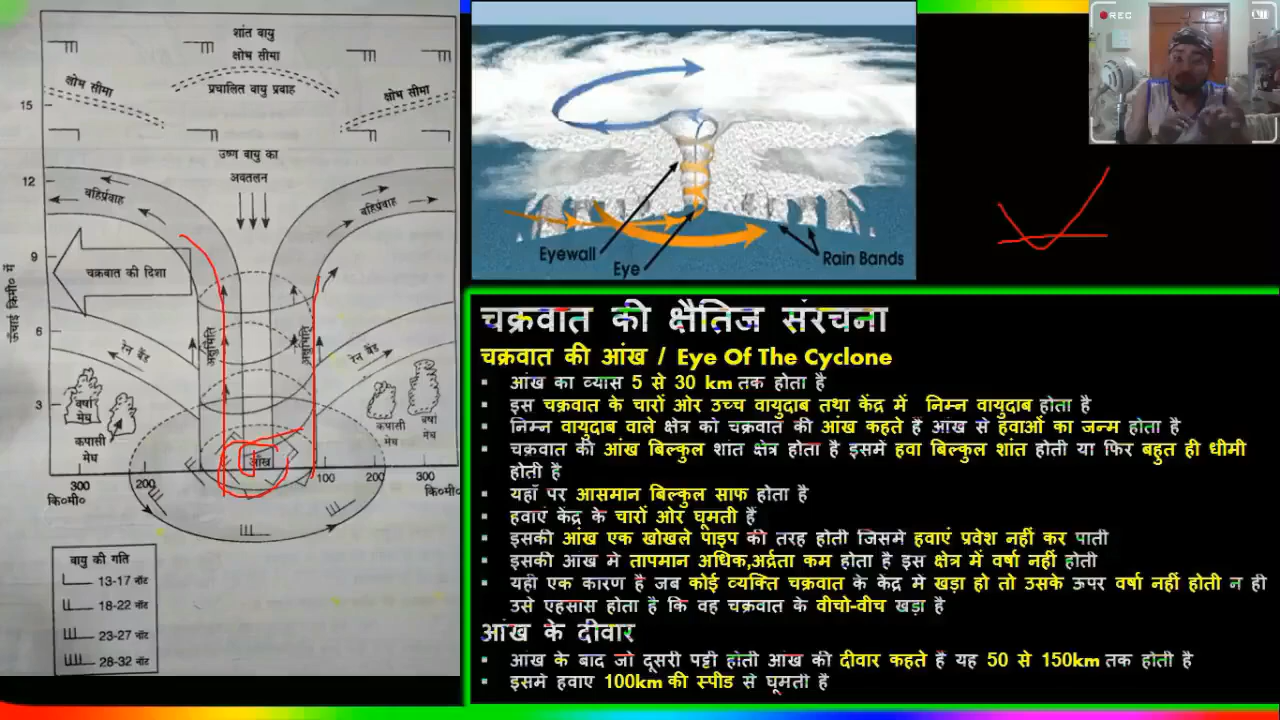 शांत वायु
क्षोभ सीमा
प्रचालित वायु प्रवाह
क्षोभ सीमा
क्षोभ सीमा
15
उष्ण वायु का
अवतलन
12
बहिर्प्रवाह
बहिर्प्रवाह
9
चक्रवात की दिशा
ऊँचाई कि०मी० में
6
रेन बैंड
रेन बैंड
3
वर्षा
मेघ
कपासी
मेघ
कपासी
मेघ
वर्षा
मेघ
आँख
300
200
100
200
300
कि०मी०
कि०मी०
वायु की गति
13-17 नॉट
18-22 नॉट
23-27 नॉट
28-32 नॉट
Eyewall
Eye
Rain Bands
REC
चक्रवात की क्षैतिज संरचना
चक्रवात की आंख / Eye Of The Cyclone
आंख का व्यास 5 से 30 km तक होता है
इस चक्रवात के चारों ओर उच्च वायुदाब तथा केंद्र में निम्न वायुदाब होता है
निम्न वायुदाब वाले क्षेत्र को चक्रवात की आंख कहते हैं आंख से हवाओं का जन्म होता है
चक्रवात की आंख बिल्कुल शांत क्षेत्र होता है इसमें हवा बिल्कुल शांत होती या फिर बहुत ही धीमी
होती है
यहाँ पर आसमान बिल्कुल साफ होता है
हवाएं केंद्र के चारों ओर घूमती हैं
इसकी आंख एक खोखले पाइप की तरह होती जिसमे हवाएं प्रवेश नहीं कर पाती
इसकी आंख मे तापमान अधिक,अर्द्रता कम होता है इस क्षेत्र में वर्षा नहीं होती
यही एक कारण है जब कोई व्यक्ति चक्रवात के केंद्र मे खड़ा हो तो उसके ऊपर वर्षा नहीं होती न ही
उसे एहसास होता है कि वह चक्रवात के वीचो-वीच खड़ा है
आंख के दीवार
आंख के बाद जो दूसरी पट्टी होती आंख की दीवार कहते हैं यह 50 से 150km तक होती है
इसमे हवाए 100km की स्पीड से घूमती हैं